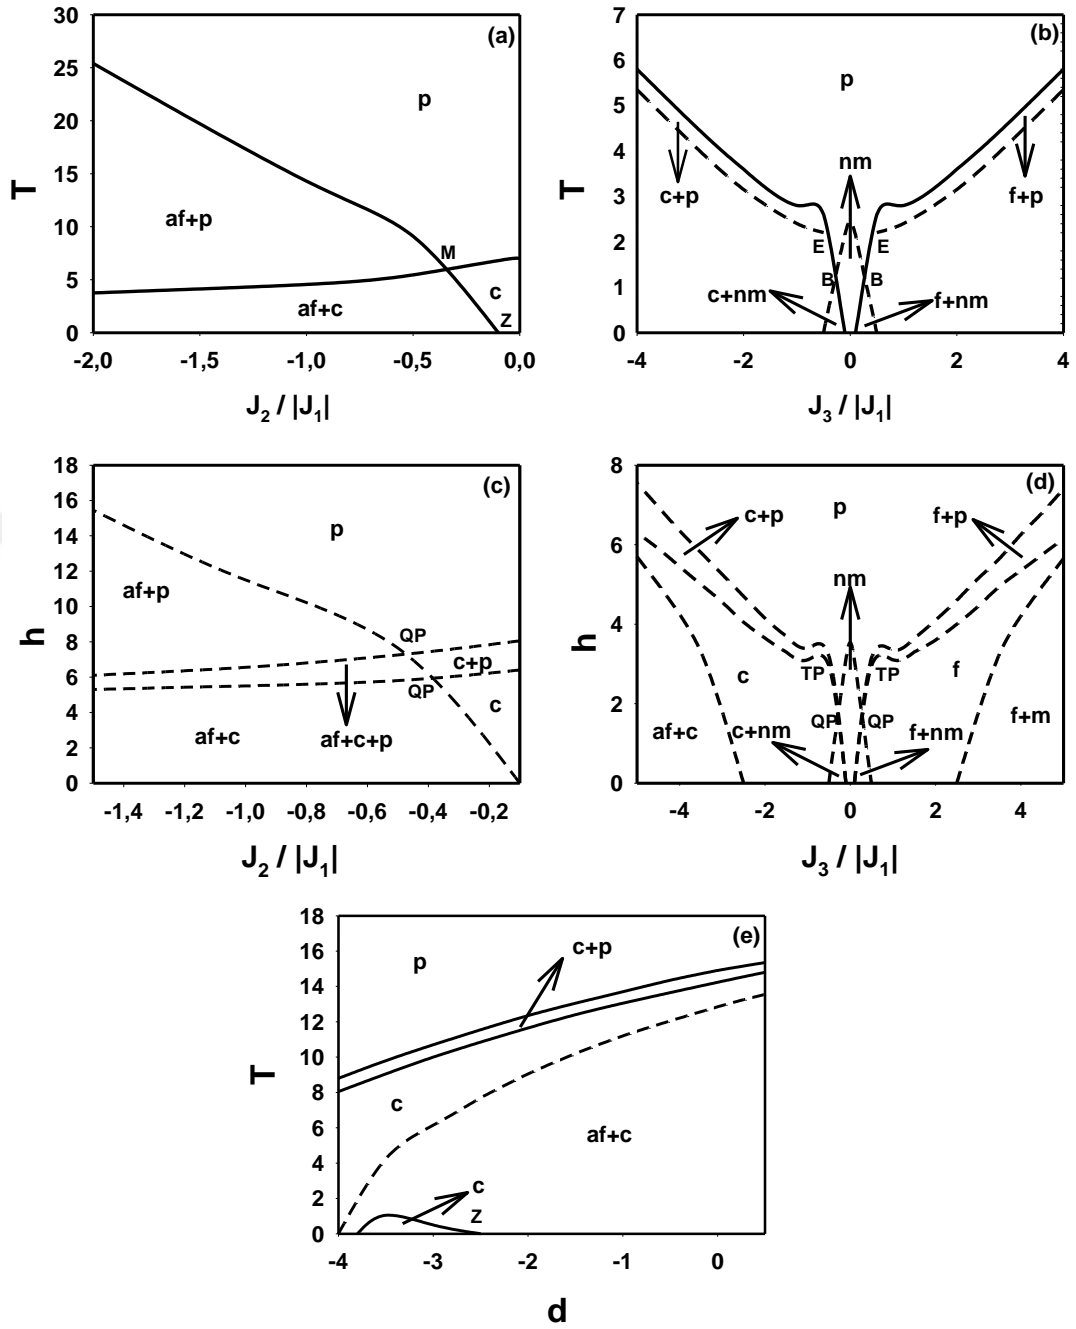 (a)
30
25
20
15
10
5
0
T
p
af+p
M
af+c
c
Z
-2,0 -1,5 -1,0 -0,5 0,0
J2 / |J1|
(b)
7
6
5
4
3
2
1
0
T
p
nm
c+p
f+p
E E
B B
c+nm
f+nm
-4 -2 0 2 4
J3 / |J1|
(c)
18
16
14
12
10
8
6
4
2
0
h
p
af+p
QP
c+p
QP
c
af+c
af+c+p
-1,4 -1,2 -1,0 -0,8 -0,6 -0,4 -0,2
J2 / |J1|
(d)
8
6
4
2
0
h
c+p
p
f+p
nm
TP TP
c
f
QP QP
af+c
c+nm
f+nm
f+m
-4 -2 0 2 4
J3 / |J1|
(e)
18
16
14
12
10
8
6
4
2
0
T
p
c+p
c
af+c
c
Z
-4 -3 -2 -1 0
d